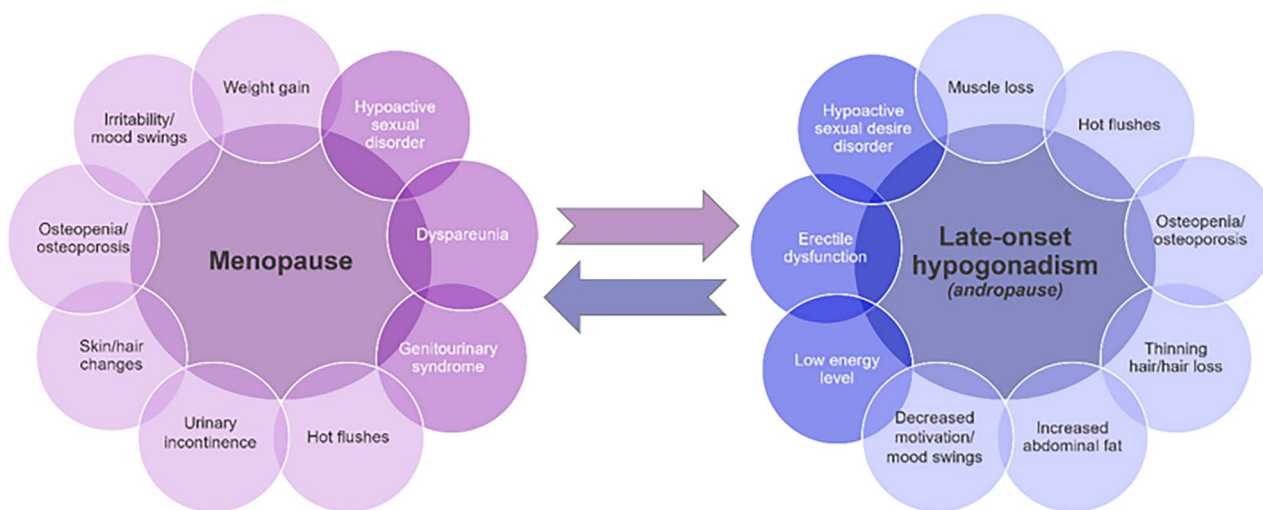 Weight gain
Hypoactive
sexual
disorder
Dyspareunia
Genitourinary
syndrome
Hot flushes
Urinary
incontinence
Skin/hair
changes
Osteopenia/
osteoporosis
Irritability/
mood swings
Menopause
Muscle loss
Hot flushes
Osteopenia/
osteoporosis
Thinning
hair/hair loss
Increased
abdominal fat
Decreased
motivation/
mood swings
Low energy
level
Erectile
dysfunction
Hypoactive
sexual desire
disorder
Late-onset
hypogonadism
(andropause)